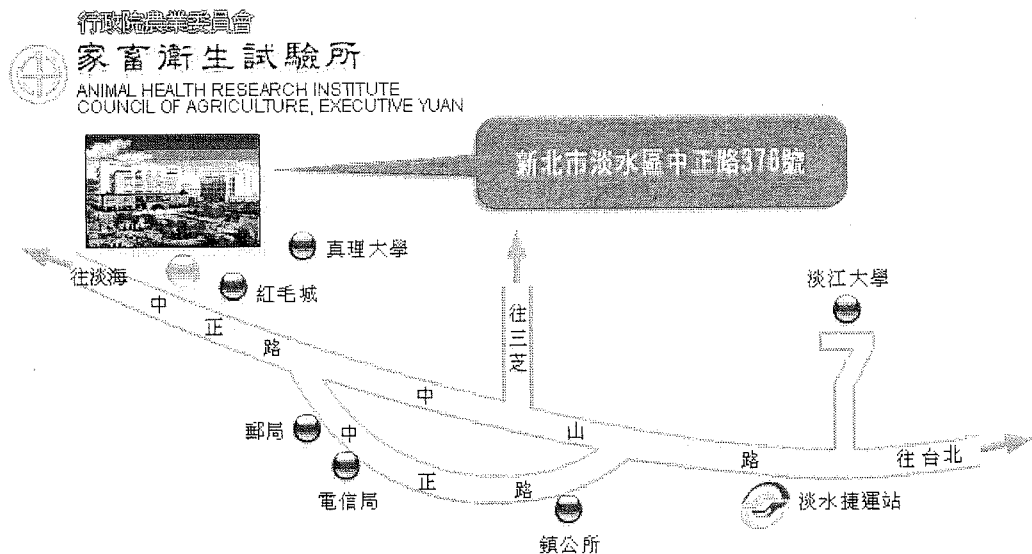 行政院農業委員會
家畜衛生試驗所
ANIMAL HEALTH RESEARCH INSTITUTE
COUNCIL OF AGRICULTURE, EXECUTIVE YUAN
新北市淡水區中正路376號
真理大學
往淡海
紅毛城
淡江大學
中正路
往三芝
中山路
郵局
中正路
電信局
往台北
淡水捷運站
鎮公所